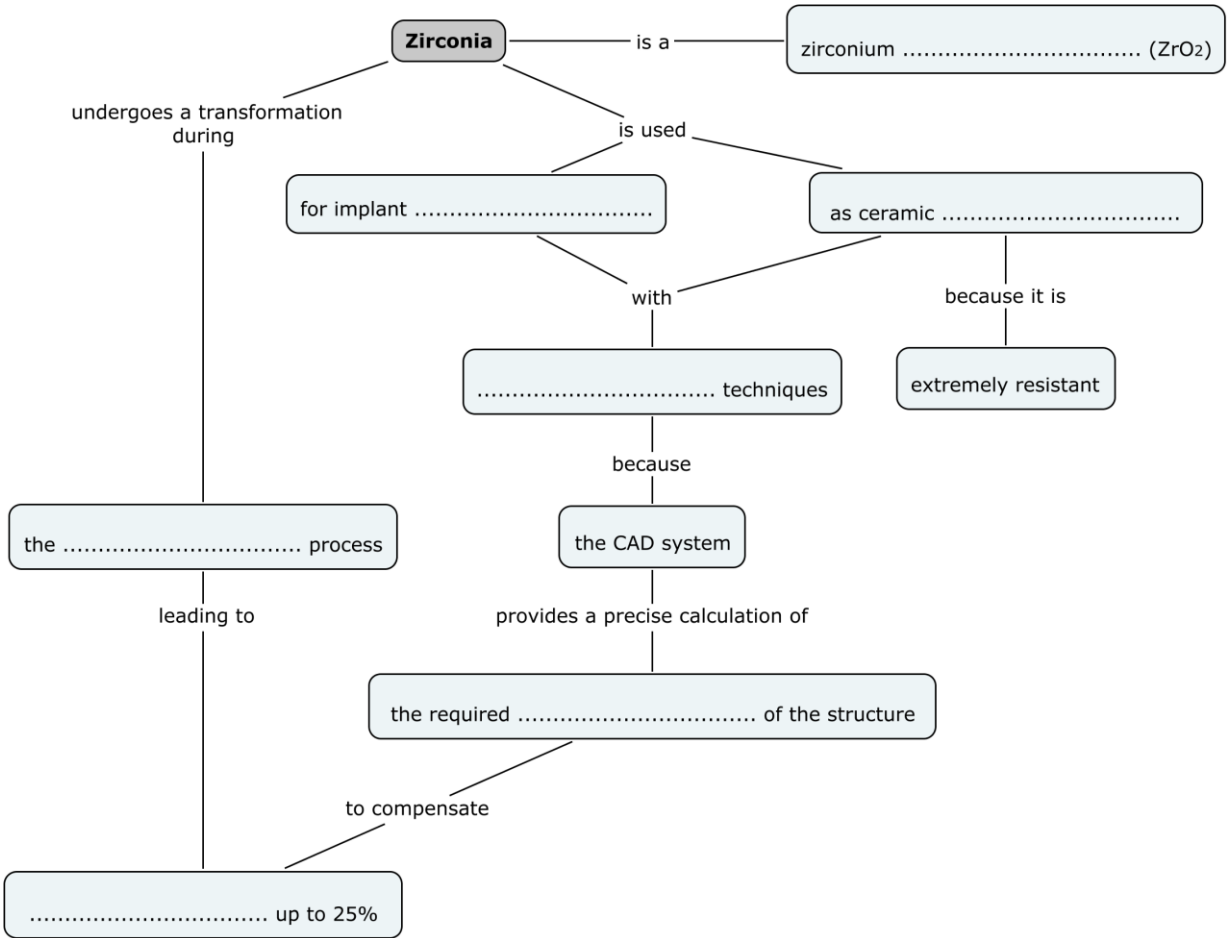 Zirconia
is a
zirconium .................................. (ZrO2)
undergoes a transformation
during
is used
for implant ..................................
as ceramic ..................................
with
because it is
.................................. techniques
extremely resistant
because
the .................................. process
the CAD system
leading to
provides a precise calculation of
the required .................................. of the structure
to compensate
.................................. up to 25%